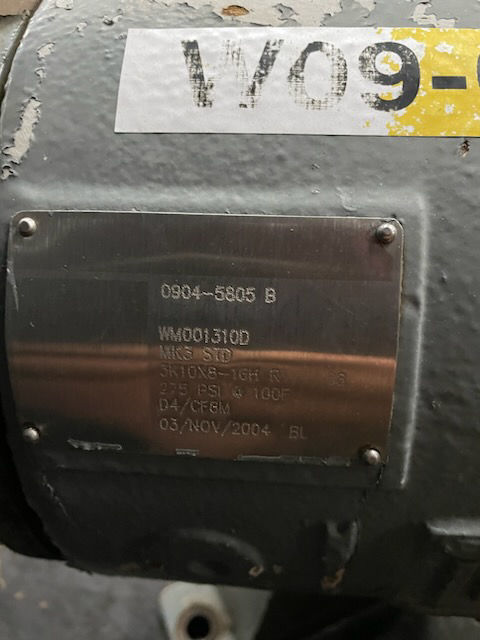 W09-
0904-5805 B
WM001310D
MK3 STD
3K10X8-16H R
275 PSI @ 100F
D4/CF8M
03/NOV/2004 BL